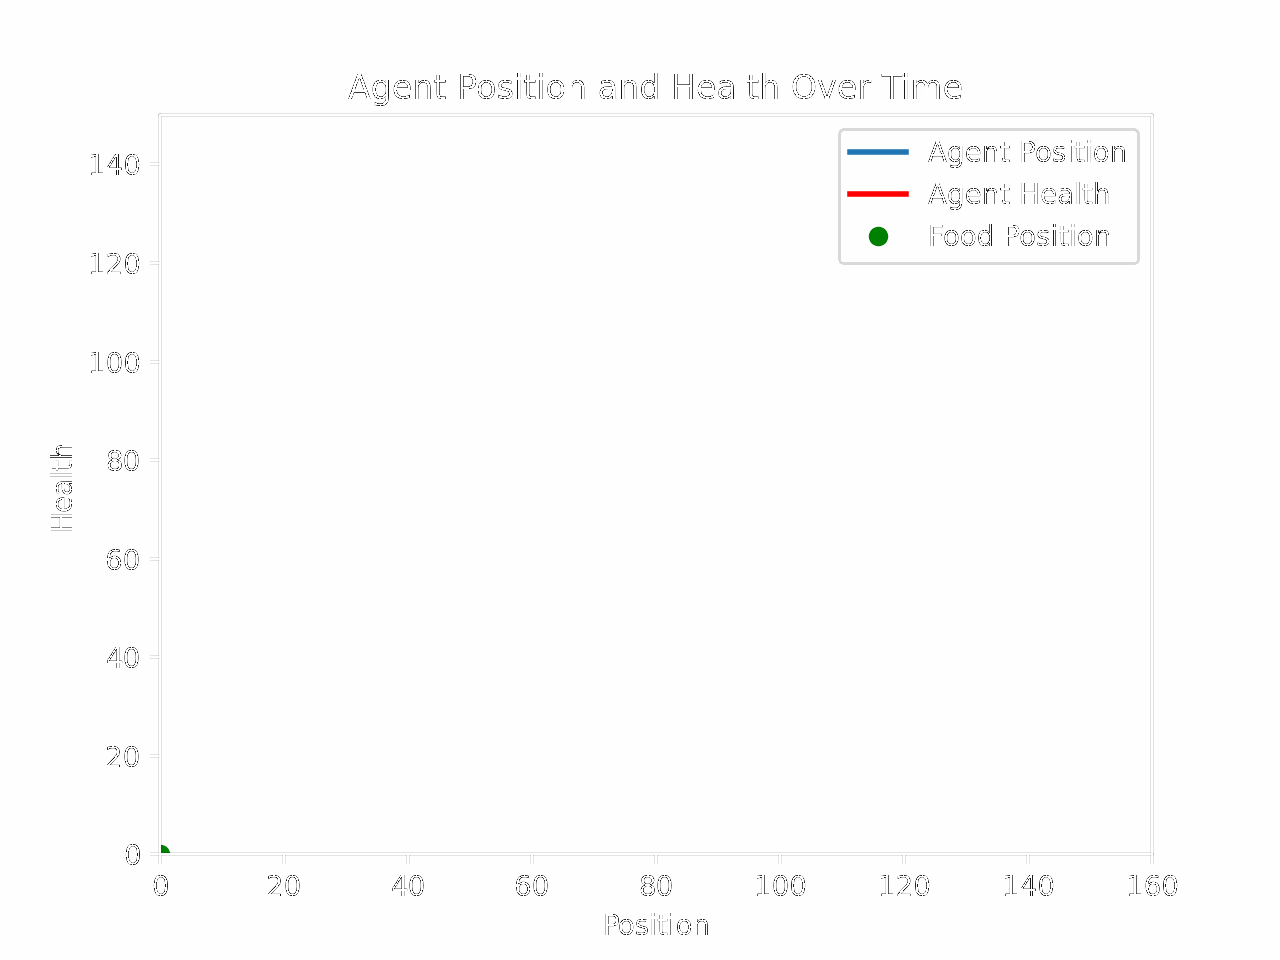 Agent Position and Health Over Time
Agent Position
Agent Health
Food Position
140
120
100
80
60
40
20
0
Health
0 20 40 60 80 100 120 140 160
Position